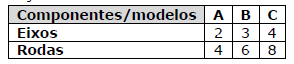 Componentes/modelos A B C
Eixos 2 3 4
Rodas 4 6 8